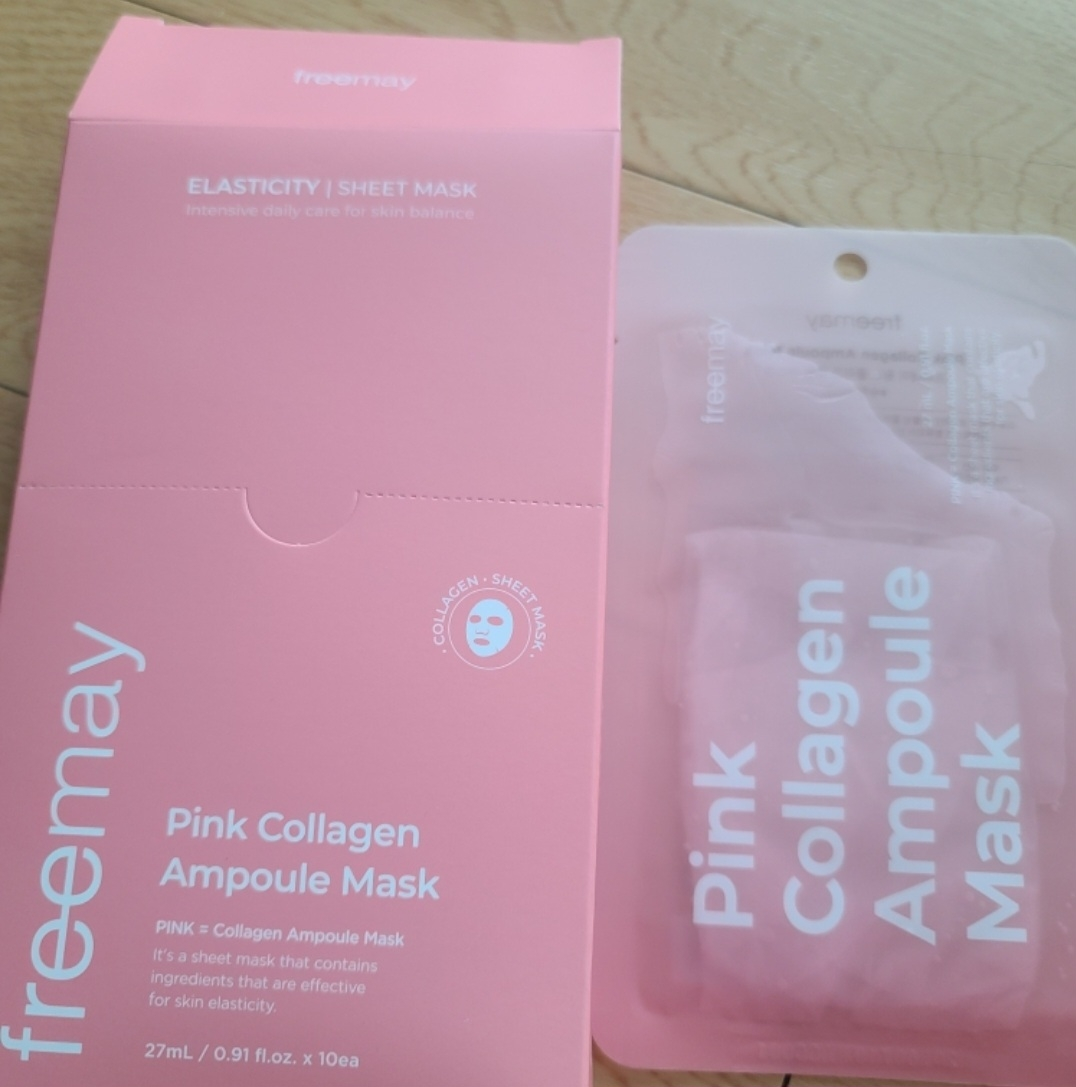 freemay
ELASTICITY | SHEET MASK
Intensive daily care for skin balance
· COLLAGEN · SHEET MASK ·
freemay
Pink Collagen
Ampoule Mask
PINK = Collagen Ampoule Mask
It's a sheet mask that contains
ingredients that are effective
for skin elasticity.
27mL / 0.91 fl.oz. x 10ea
freemay
freemay
Pink
Collagen
Ampoule
Mask